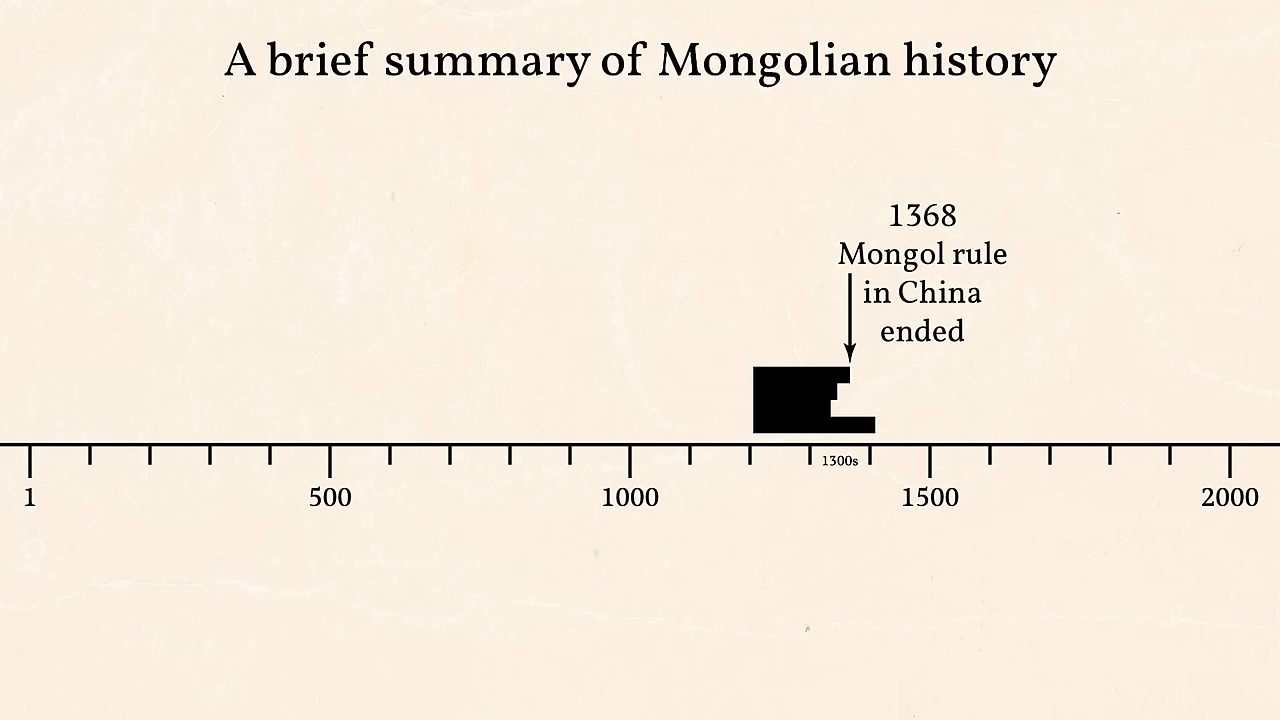 A brief summary of Mongolian history
1368
Mongol rule
in China
ended
1300s
1
500
1000
1500
2000